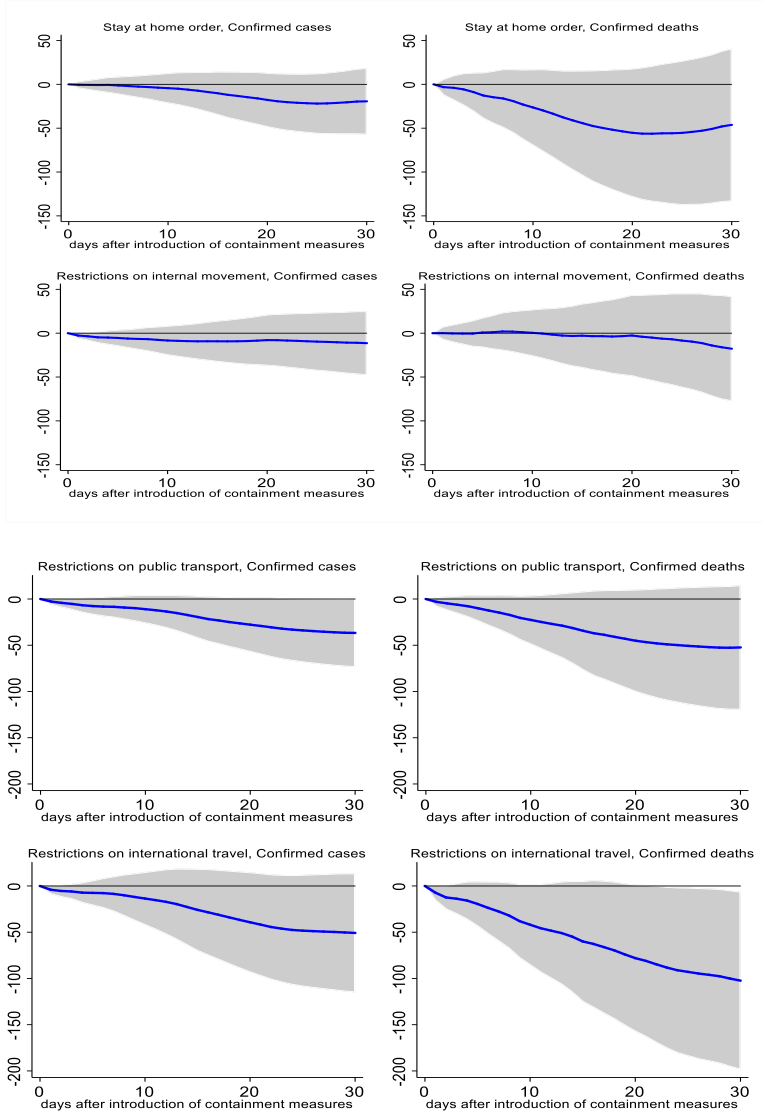 Stay at home order, Confirmed cases
50
0
-50
-100
-150
0 10 20 30
days after introduction of containment measures
Stay at home order, Confirmed deaths
50
0
-50
-100
-150
0 10 20 30
days after introduction of containment measures
Restrictions on internal movement, Confirmed cases
50
0
-50
-100
-150
0 10 20 30
days after introduction of containment measures
Restrictions on internal movement, Confirmed deaths
50
0
-50
-100
-150
0 10 20 30
days after introduction of containment measures
Restrictions on public transport, Confirmed cases
0
-50
-100
-150
-200
0 10 20 30
days after introduction of containment measures
Restrictions on public transport, Confirmed deaths
0
-50
-100
-150
-200
0 10 20 30
days after introduction of containment measures
Restrictions on international travel, Confirmed cases
0
-50
-100
-150
-200
0 10 20 30
days after introduction of containment measures
Restrictions on international travel, Confirmed deaths
0
-50
-100
-150
-200
0 10 20 30
days after introduction of containment measures